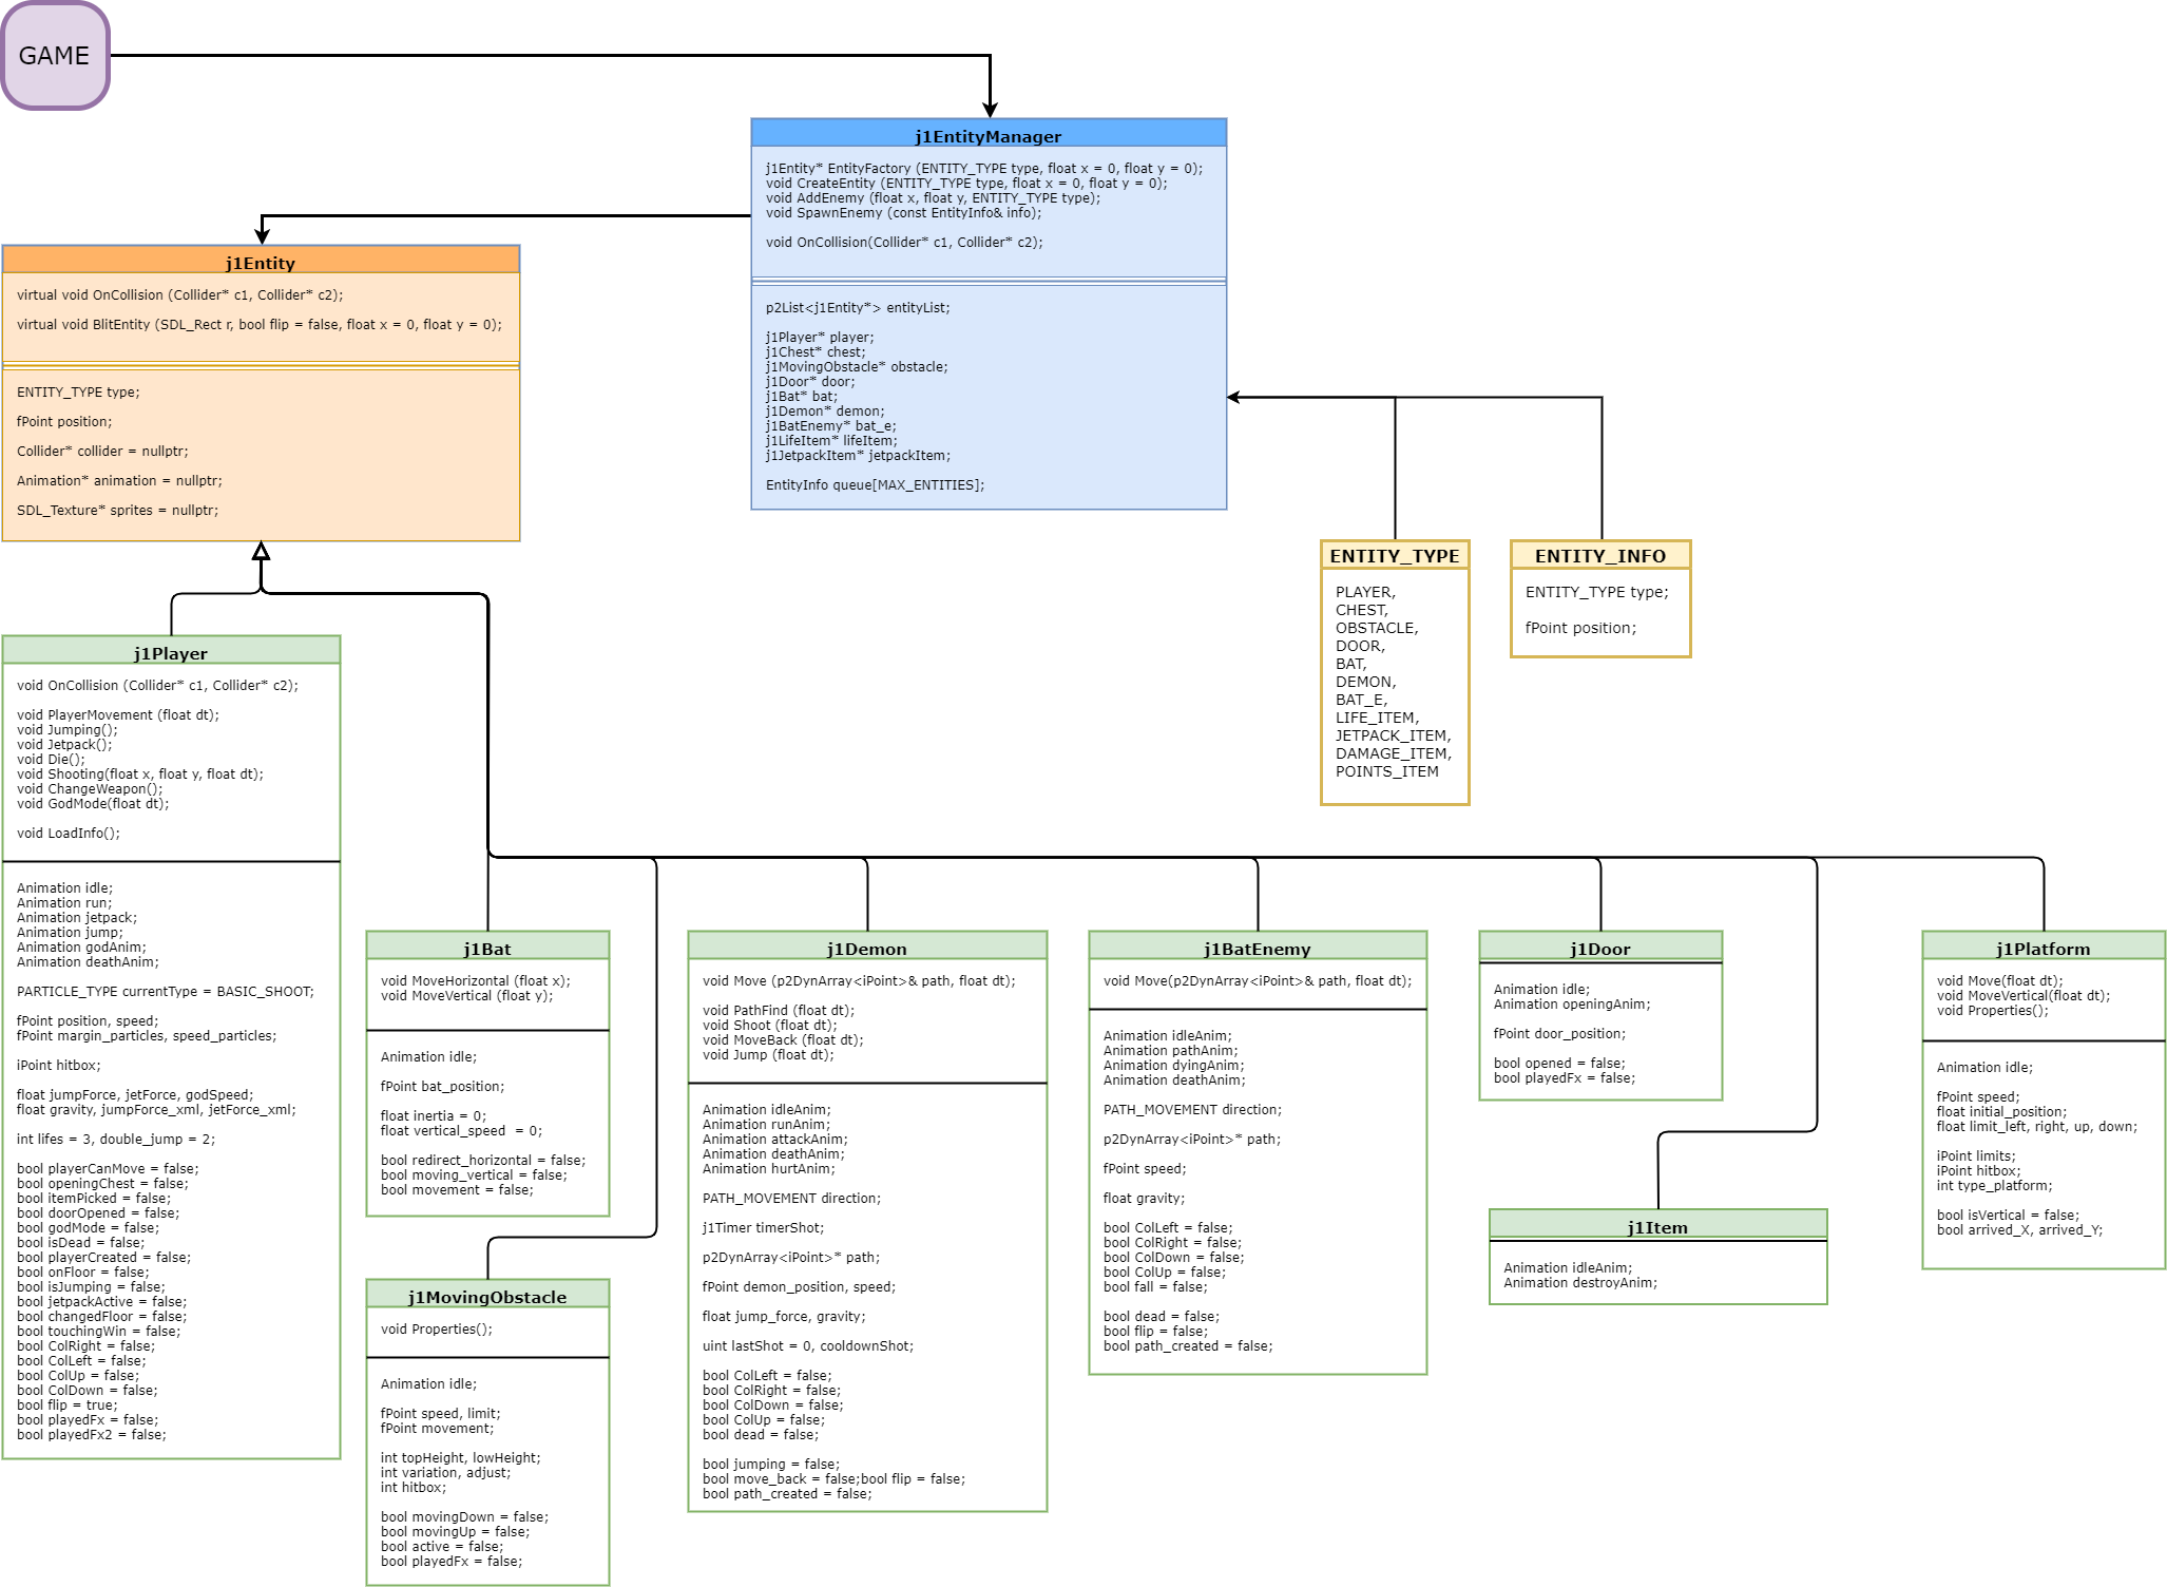 GAME
j1EntityManager
j1Entity* EntityFactory (ENTITY_TYPE type, float x = 0, float y = 0);
void CreateEntity (ENTITY_TYPE type, float x = 0, float y = 0);
void AddEnemy (float x, float y, ENTITY_TYPE type);
void SpawnEnemy (const EntityInfo& info);
void OnCollision(Collider* c1, Collider* c2);
p2List<j1Entity*> entityList;
j1Player* player;
j1Chest* chest;
j1MovingObstacle* obstacle;
j1Door* door;
j1Bat* bat;
j1Demon* demon;
j1BatEnemy* bat_e;
j1LifeItem* lifeItem;
j1JetpackItem* jetpackItem;
EntityInfo queue[MAX_ENTITIES];
j1Entity
virtual void OnCollision (Collider* c1, Collider* c2);
virtual void BlitEntity (SDL_Rect r, bool flip = false, float x = 0, float y = 0);
ENTITY_TYPE type;
fPoint position;
Collider* collider = nullptr;
Animation* animation = nullptr;
SDL_Texture* sprites = nullptr;
ENTITY_TYPE
PLAYER,
CHEST,
OBSTACLE,
DOOR,
BAT,
DEMON,
BAT_E,
LIFE_ITEM,
JETPACK_ITEM,
DAMAGE_ITEM,
POINTS_ITEM
ENTITY_INFO
ENTITY_TYPE type;
fPoint position;
j1Player
void OnCollision (Collider* c1, Collider* c2);
void PlayerMovement (float dt);
void Jumping();
void Jetpack();
void Die();
void Shooting(float x, float y, float dt);
void ChangeWeapon();
void GodMode(float dt);
void LoadInfo();
Animation idle;
Animation run;
Animation jetpack;
Animation jump;
Animation godAnim;
Animation deathAnim;
PARTICLE_TYPE currentType = BASIC_SHOOT;
fPoint position, speed;
fPoint margin_particles, speed_particles;
iPoint hitbox;
float jumpForce, jetForce, godSpeed;
float gravity, jumpForce_xml, jetForce_xml;
int lifes = 3, double_jump = 2;
bool playerCanMove = false;
bool openingChest = false;
bool itemPicked = false;
bool doorOpened = false;
bool godMode = false;
bool isDead = false;
bool playerCreated = false;
bool onFloor = false;
bool isJumping = false;
bool jetpackActive = false;
bool changedFloor = false;
bool touchingWin = false;
bool ColRight = false;
bool ColLeft = false;
bool ColUp = false;
bool ColDown = false;
bool flip = true;
bool playedFx = false;
bool playedFx2 = false;
j1Bat
void MoveHorizontal (float x);
void MoveVertical (float y);
Animation idle;
fPoint bat_position;
float inertia = 0;
float vertical_speed  = 0;
bool redirect_horizontal = false;
bool moving_vertical = false;
bool movement = false;
j1MovingObstacle
void Properties();
Animation idle;
fPoint speed, limit;
fPoint movement;
int topHeight, lowHeight;
int variation, adjust;
int hitbox;
bool movingDown = false;
bool movingUp = false;
bool active = false;
bool playedFx = false;
j1Demon
void Move (p2DynArray<iPoint>& path, float dt);
void PathFind (float dt);
void Shoot (float dt);
void MoveBack (float dt);
void Jump (float dt);
Animation idleAnim;
Animation runAnim;
Animation attackAnim;
Animation deathAnim;
Animation hurtAnim;
PATH_MOVEMENT direction;
j1Timer timerShot;
p2DynArray<iPoint>* path;
fPoint demon_position, speed;
float jump_force, gravity;
uint lastShot = 0, cooldownShot;
bool ColLeft = false;
bool ColRight = false;
bool ColDown = false;
bool ColUp = false;
bool dead = false;
bool jumping = false;
bool move_back = false;bool flip = false;
bool path_created = false;
j1BatEnemy
void Move(p2DynArray<iPoint>& path, float dt);
Animation idleAnim;
Animation pathAnim;
Animation dyingAnim;
Animation deathAnim;
PATH_MOVEMENT direction;
p2DynArray<iPoint>* path;
fPoint speed;
float gravity;
bool ColLeft = false;
bool ColRight = false;
bool ColDown = false;
bool ColUp = false;
bool fall = false;
bool dead = false;
bool flip = false;
bool path_created = false;
j1Door
Animation idle;
Animation openingAnim;
fPoint door_position;
bool opened = false;
bool playedFx = false;
j1Item
Animation idleAnim;
Animation destroyAnim;
j1Platform
void Move(float dt);
void MoveVertical(float dt);
void Properties();
Animation idle;
fPoint speed;
float initial_position;
float limit_left, right, up, down;
iPoint limits;
iPoint hitbox;
int type_platform;
bool isVertical = false;
bool arrived_X, arrived_Y;